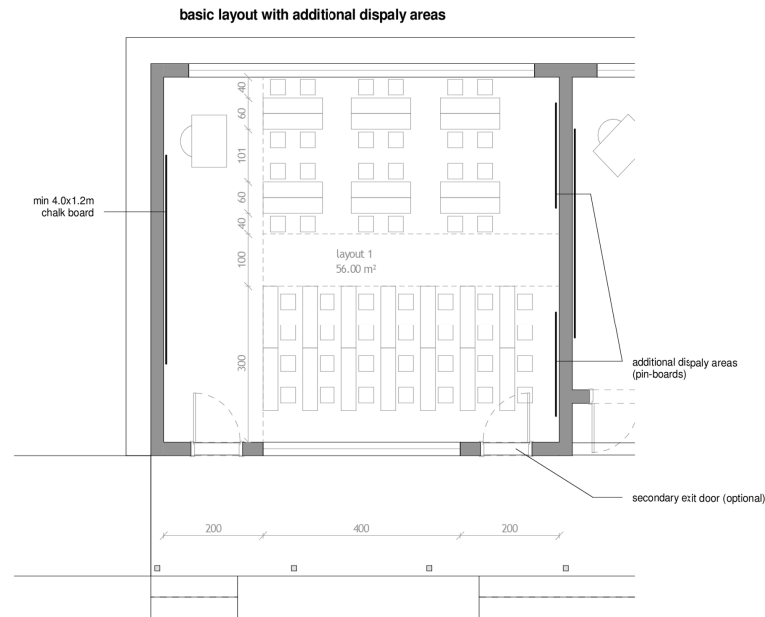 basic layout with additional dispaly areas
40
60
101
60
40
100
300
min 4.0x1.2m
chalk board
layout 1
56.00 m²
additional dispaly areas
(pin-boards)
secondary exit door (optional)
200
400
200